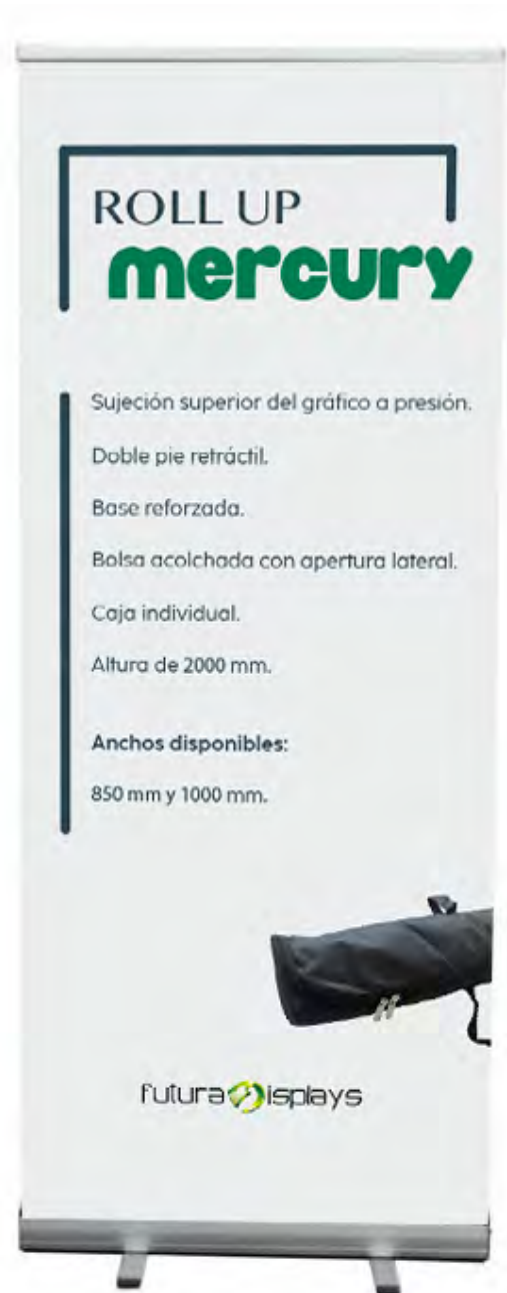 ROLL UP
mercury
Sujeción superior del gráfico a presión.
Doble pie retráctil.
Base reforzada.
Bolsa acolchada con apertura lateral.
Caja individual.
Altura de 2000 mm.
Anchos disponibles:
850 mm y 1000 mm.
futuraDisplays